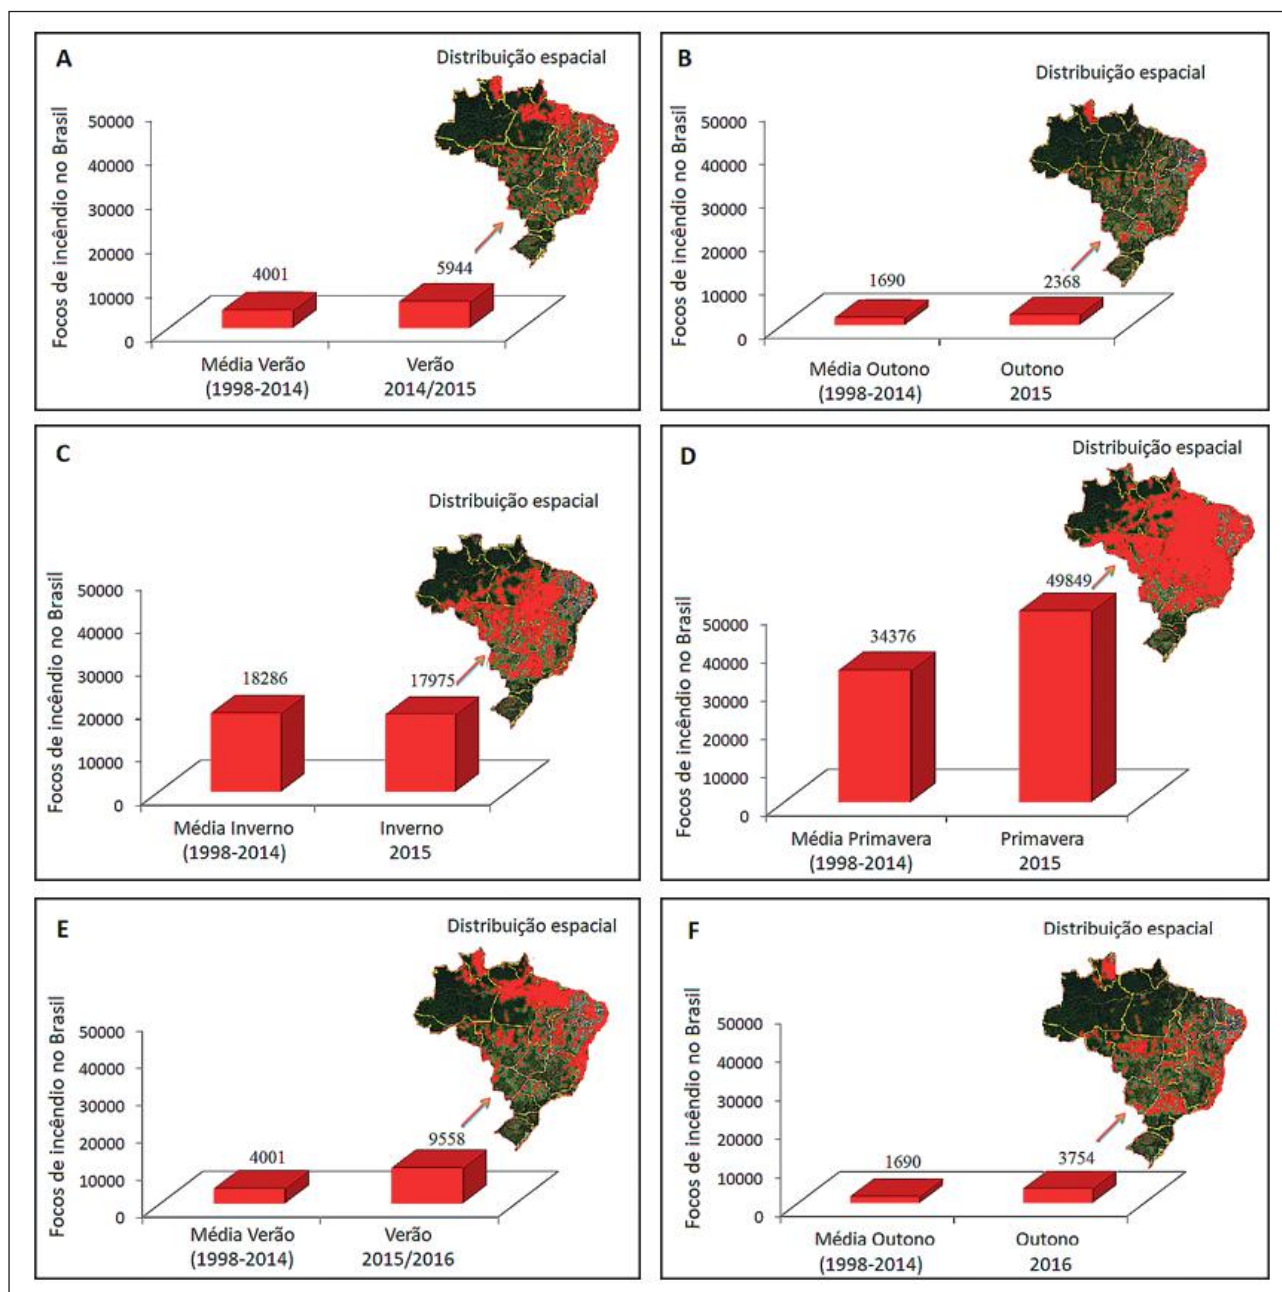 A
Distribuição espacial
Focos de incêndio no Brasil
50000
40000
30000
20000
10000
0
4001
5944
Média Verão
(1998-2014)
Verão
2014/2015
B
Distribuição espacial
Focos de incêndio no Brasil
50000
40000
30000
20000
10000
0
1690
2368
Média Outono
(1998-2014)
Outono
2015
C
Distribuição espacial
Focos de incêndio no Brasil
50000
40000
30000
20000
10000
0
18286
17975
Média Inverno
(1998-2014)
Inverno
2015
D
Distribuição espacial
Focos de incêndio no Brasil
50000
40000
30000
20000
10000
0
34376
49849
Média Primavera
(1998-2014)
Primavera
2015
E
Distribuição espacial
Focos de incêndio no Brasil
50000
40000
30000
20000
10000
0
4001
9558
Média Verão
(1998-2014)
Verão
2015/2016
F
Distribuição espacial
Focos de incêndio no Brasil
50000
40000
30000
20000
10000
0
1690
3754
Média Outono
(1998-2014)
Outono
2016